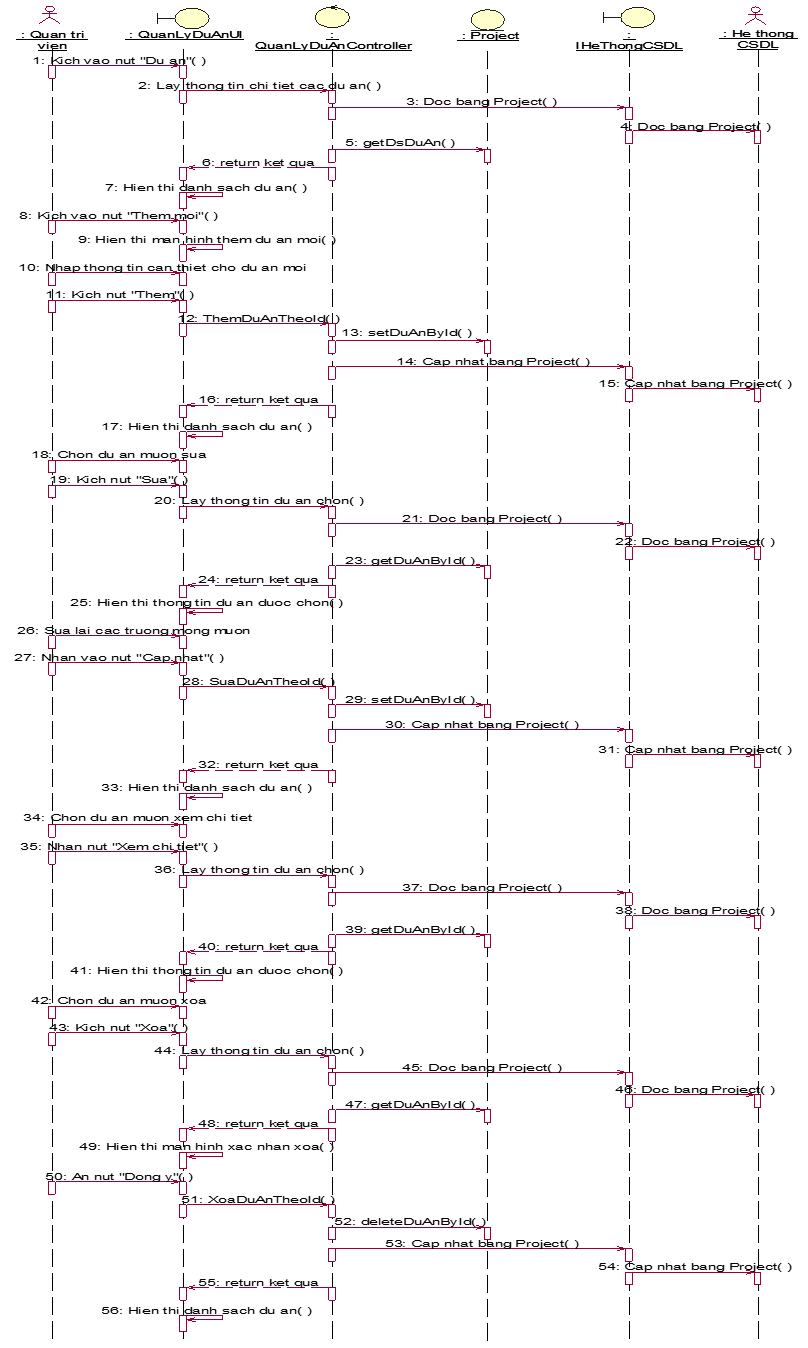 : Quan tri
vien
: QuanLyDuAnUI
:
QuanLyDuAnController
: Project
:
IHeThongCSDL
: He thong
CSDL
1: Kich vao nut "Du an"( )
2: Lay thong tin chi tiet cac du an( )
3: Doc bang Project( )
4: Doc bang Project( )
5: getDsDuAn( )
6: return ket qua
7: Hien thi danh sach du an( )
8: Kich vao nut "Them moi"( )
9: Hien thi man hinh them du an moi( )
10: Nhap thong tin can thiet cho du an moi
11: Kich nut "Them"( )
12: ThemDuAnTheoId( )
13: setDuAnById( )
14: Cap nhat bang Project( )
15: Cap nhat bang Project( )
16: return ket qua
17: Hien thi danh sach du an( )
18: Chon du an muon sua
19: Kich nut "Sua"( )
20: Lay thong tin du an chon( )
21: Doc bang Project( )
22: Doc bang Project( )
23: getDuAnById( )
24: return ket qua
25: Hien thi thong tin du an duoc chon( )
26: Sua lai cac truong mong muon
27: Nhan vao nut "Cap nhat"( )
28: SuaDuAnTheoId( )
29: setDuAnById( )
30: Cap nhat bang Project( )
31: Cap nhat bang Project( )
32: return ket qua
33: Hien thi danh sach du an( )
34: Chon du an muon xem chi tiet
35: Nhan nut "Xem chi tiet"( )
36: Lay thong tin du an chon( )
37: Doc bang Project( )
38: Doc bang Project( )
39: getDuAnById( )
40: return ket qua
41: Hien thi thong tin du an duoc chon( )
42: Chon du an muon xoa
43: Kich nut "Xoa"( )
44: Lay thong tin du an chon( )
45: Doc bang Project( )
46: Doc bang Project( )
47: getDuAnById( )
48: return ket qua
49: Hien thi man hinh xac nhan xoa( )
50: An nut "Dong y"( )
51: XoaDuAnTheoId( )
52: deleteDuAnById( )
53: Cap nhat bang Project( )
54: Cap nhat bang Project( )
55: return ket qua
56: Hien thi danh sach du an( )